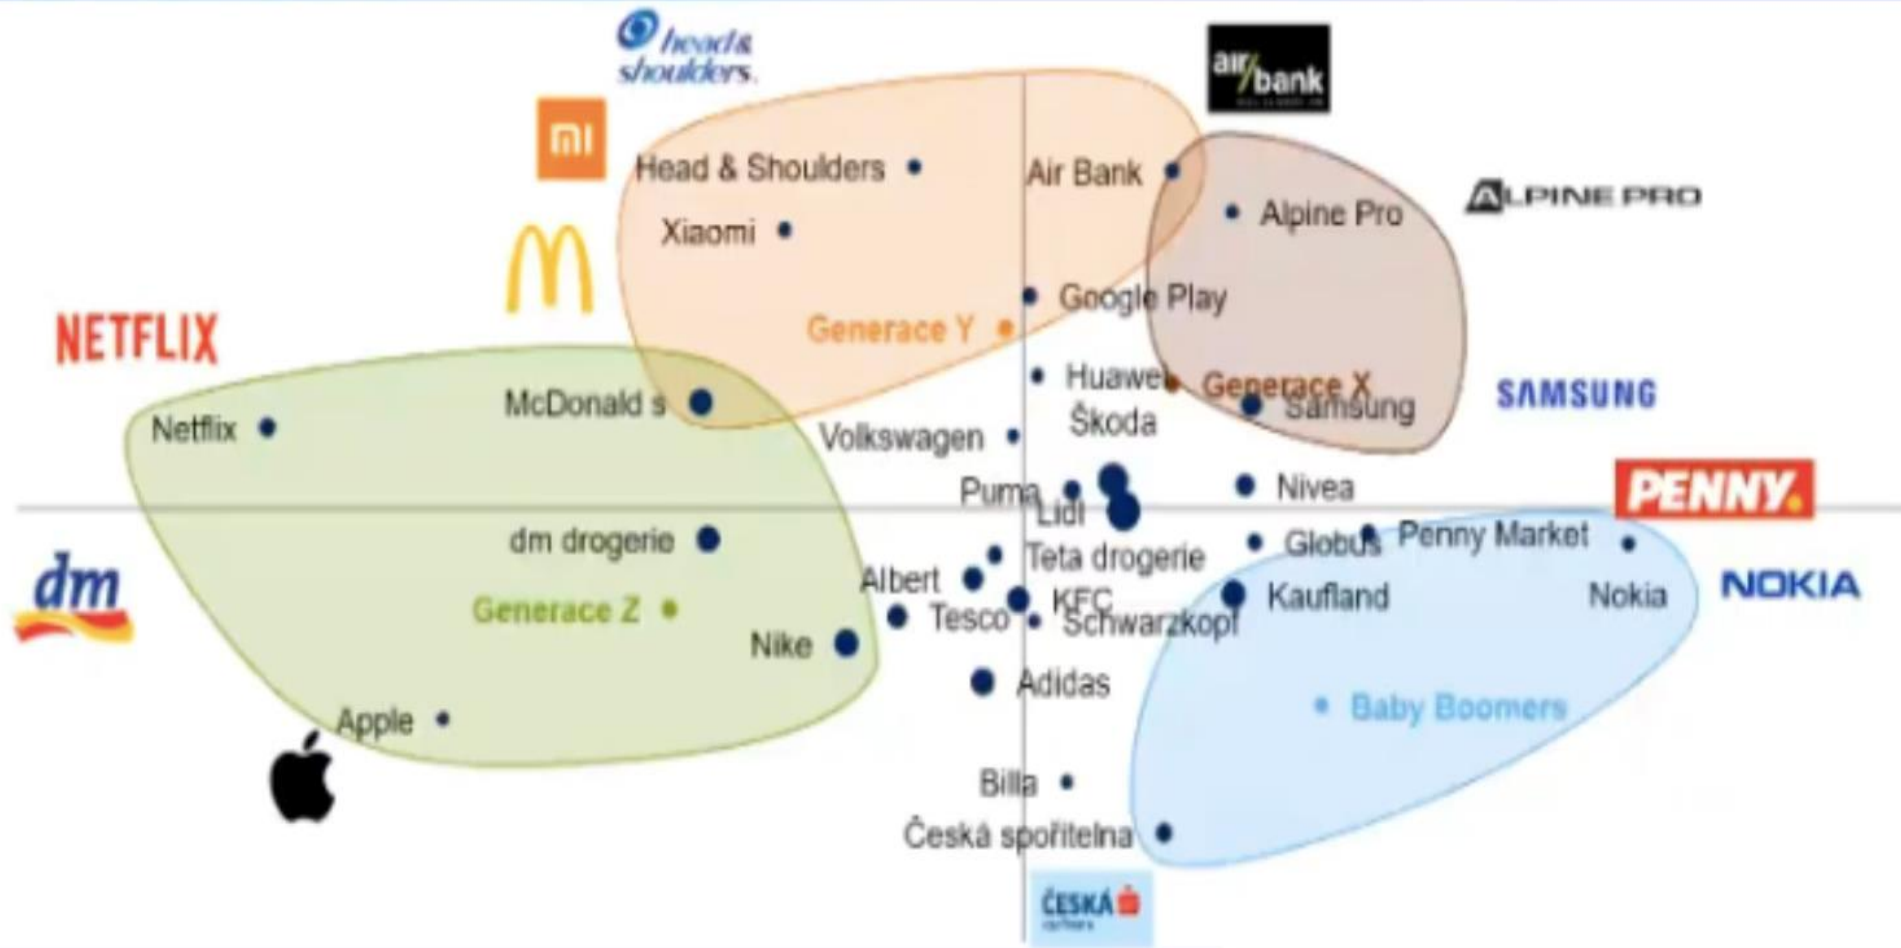 head&
shoulders.
air/bank
mi
Head & Shoulders
Air Bank
ALPINE PRO
Alpine Pro
Xiaomi
NETFLIX
Google Play
Generace Y
Huawei
Generace X
SAMSUNG
McDonald s
Samsung
Škoda
Netflix
Volkswagen
PENNY.
Puma
Nivea
Lidl
dm drogerie
Globus
Penny Market
Teta drogerie
dm
Albert
KFC
Kaufland
Nokia
NOKIA
Generace Z
Tesco
Schwarzkopf
Nike
Adidas
Baby Boomers
Apple
Billa
Česká spořitelna
ČESKÁ